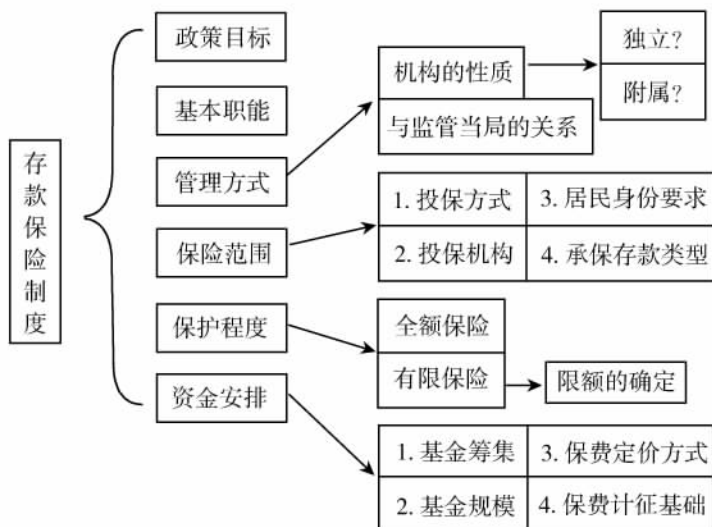 存款保险制度
政策目标
基本职能
管理方式
保险范围
保护程度
资金安排
机构的性质
与监管当局的关系
独立?
附属?
1. 投保方式
3. 居民身份要求
2. 投保机构
4. 承保存款类型
全额保险
有限保险
限额的确定
1. 基金筹集
3. 保费定价方式
2. 基金规模
4. 保费计征基础